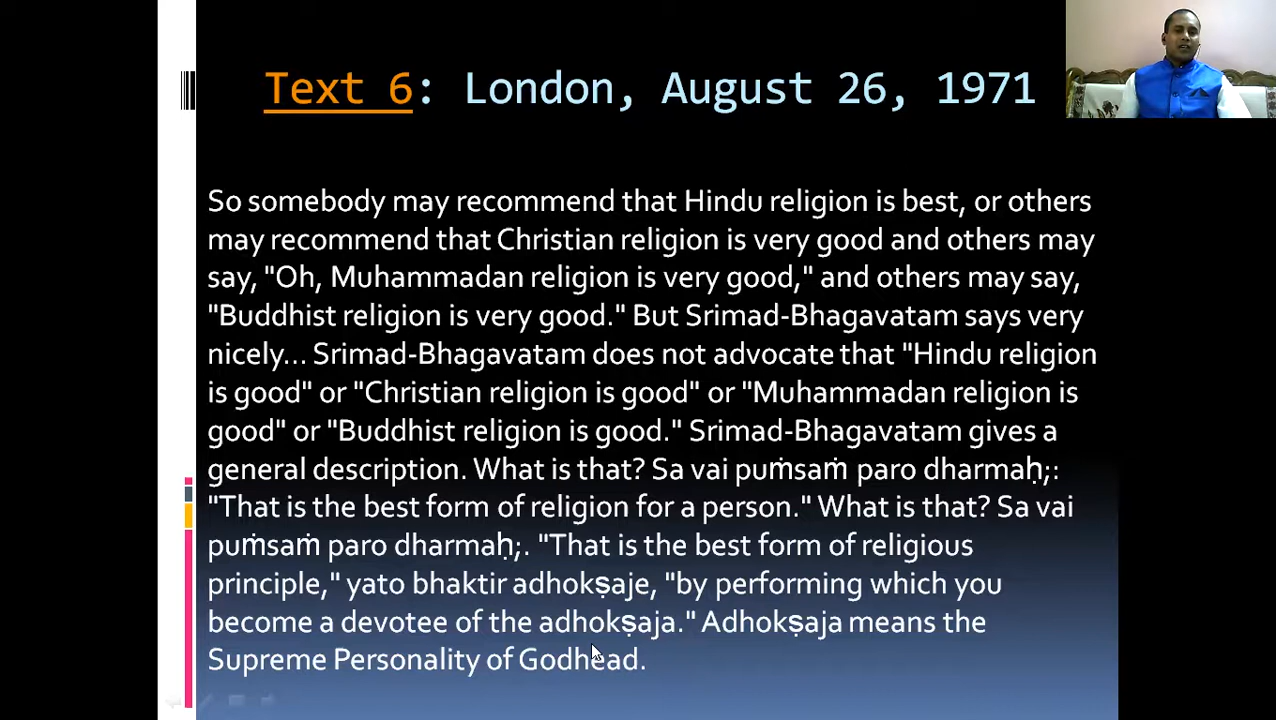 Text 6: London, August 26, 1971
So somebody may recommend that Hindu religion is best, or others
may recommend that Christian religion is very good and others may
say, "Oh, Muhammadan religion is very good," and others may say,
"Buddhist religion is very good." But Srimad-Bhagavatam says very
nicely... Srimad-Bhagavatam does not advocate that "Hindu religion
is good" or "Christian religion is good" or "Muhammadan religion is
good" or "Buddhist religion is good." Srimad-Bhagavatam gives a
general description. What is that? Sa vai puṁsaṁ paro dharmaḥ;:
"That is the best form of religion for a person." What is that? Sa vai
puṁsaṁ paro dharmaḥ;. "That is the best form of religious
principle," yato bhaktir adhokṣaje, "by performing which you
become a devotee of the adhokṣaja." Adhokṣaja means the
Supreme Personality of Godhead.